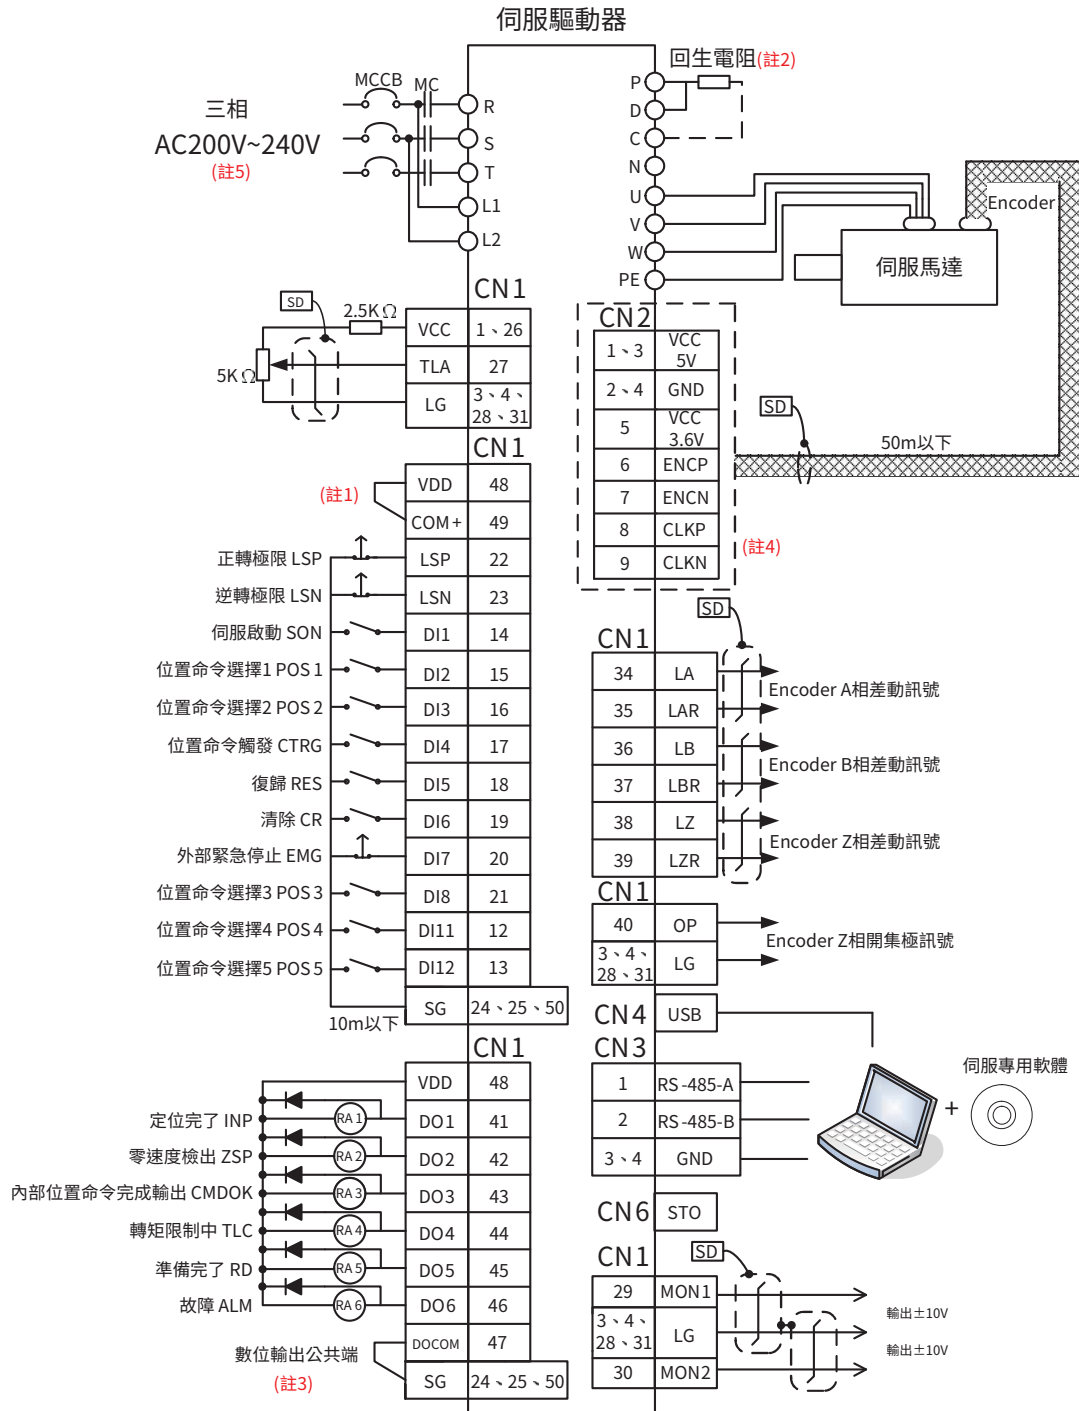 伺服驅動器
三相
AC200V~240V
(註5)
MCCB
MC
R
S
T
L1
L2
回生電阻(註2)
P
D
C
N
U
V
W
PE
Encoder
伺服馬達
CN1
SD
2.5KΩ
5KΩ
VCC 1、26
TLA 27
LG 3、4、
28、31
CN1
(註1)
VDD 48
COM+ 49
正轉極限 LSP LSP 22
逆轉極限 LSN LSN 23
伺服啟動 SON DI1 14
位置命令選擇1 POS1 DI2 15
位置命令選擇2 POS2 DI3 16
位置命令觸發 CTRG DI4 17
復歸 RES DI5 18
清除 CR DI6 19
外部緊急停止 EMG DI7 20
位置命令選擇3 POS3 DI8 21
位置命令選擇4 POS4 DI11 12
位置命令選擇5 POS5 DI12 13
10m以下
SG 24、25、50
CN1
VDD 48
定位完了 INP RA1 DO1 41
零速度檢出 ZSP RA2 DO2 42
內部位置命令完成輸出 CMDOK RA3 DO3 43
轉矩限制中 TLC RA4 DO4 44
準備完了 RD RA5 DO5 45
故障 ALM RA6 DO6 46
數位輸出公共端
(註3)
DOCOM 47
SG 24、25、50
CN2
1、3 VCC
5V
2、4 GND
5 VCC
3.6V
6 ENCP
7 ENCN
8 CLKP
9 CLKN
(註4)
SD
50m以下
CN1
SD
34 LA
35 LAR
Encoder A相差動訊號
36 LB
37 LBR
Encoder B相差動訊號
38 LZ
39 LZR
Encoder Z相差動訊號
CN1
40 OP
3、4、
28、31 LG
Encoder Z相開集極訊號
CN4 USB
CN3
1 RS-485-A
2 RS-485-B
3、4 GND
+
伺服專用軟體
CN6 STO
CN1
SD
29 MON1
3、4、
28、31 LG
30 MON2
輸出±10V
輸出±10V